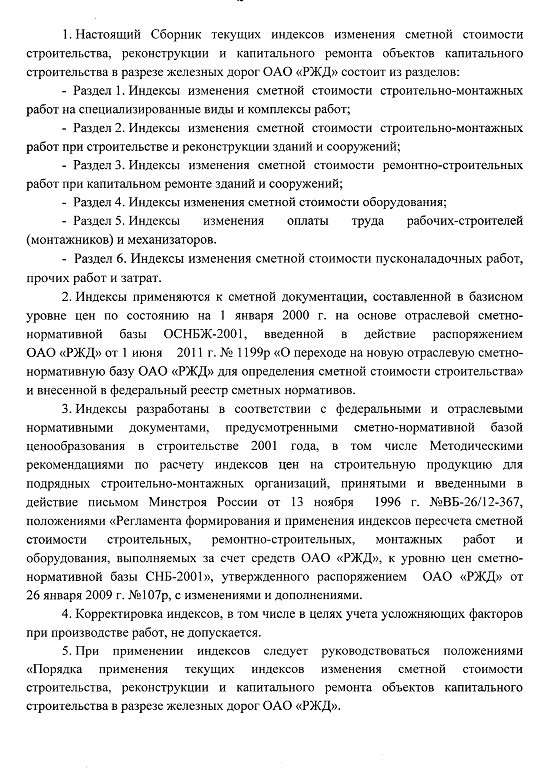 1. Настоящий Сборник текущих индексов изменения сметной стоимости
строительства, реконструкции и капитального ремонта объектов капитального
строительства в разрезе железных дорог ОАО «РЖД» состоит из разделов:
- Раздел 1. Индексы изменения сметной стоимости строительно-монтажных
работ на специализированные виды и комплексы работ;
- Раздел 2. Индексы изменения сметной стоимости строительно-монтажных
работ при строительстве и реконструкции зданий и сооружений;
- Раздел 3. Индексы изменения сметной стоимости ремонтно-строительных
работ при капитальном ремонте зданий и сооружений;
- Раздел 4. Индексы изменения сметной стоимости оборудования;
- Раздел 5. Индексы изменения оплаты труда рабочих-строителей
(монтажников) и механизаторов.
- Раздел 6. Индексы изменения сметной стоимости пусконаладочных работ,
прочих работ и затрат.
2. Индексы применяются к сметной документации, составленной в базисном
уровне цен по состоянию на 1 января 2000 г. на основе отраслевой сметно-
нормативной базы ОСНБЖ-2001, введенной в действие распоряжением
ОАО «РЖД» от 1 июня 2011 г. № 1199р «О переходе на новую отраслевую сметно-
нормативную базу ОАО «РЖД» для определения сметной стоимости строительства»
и внесенной в федеральный реестр сметных нормативов.
3. Индексы разработаны в соответствии с федеральными и отраслевыми
нормативными документами, предусмотренными сметно-нормативной базой
ценообразования в строительстве 2001 года, в том числе Методическими
рекомендациями по расчету индексов цен на строительную продукцию для
подрядных строительно-монтажных организаций, принятыми и введенными в
действие письмом Минстроя России от 13 ноября 1996 г. №ВБ-26/12-367,
положениями «Регламента формирования и применения индексов пересчета сметной
стоимости строительных, ремонтно-строительных, монтажных работ и
оборудования, выполняемых за счет средств ОАО «РЖД», к уровню цен сметно-
нормативной базы СНБ-2001», утвержденного распоряжением ОАО «РЖД» от
26 января 2009 г. №107р, с изменениями и дополнениями.
4. Корректировка индексов, в том числе в целях учета усложняющих факторов
при производстве работ, не допускается.
5. При применении индексов следует руководствоваться положениями
«Порядка применения текущих индексов изменения сметной стоимости
строительства, реконструкции и капитального ремонта объектов капитального
строительства в разрезе железных дорог ОАО «РЖД».